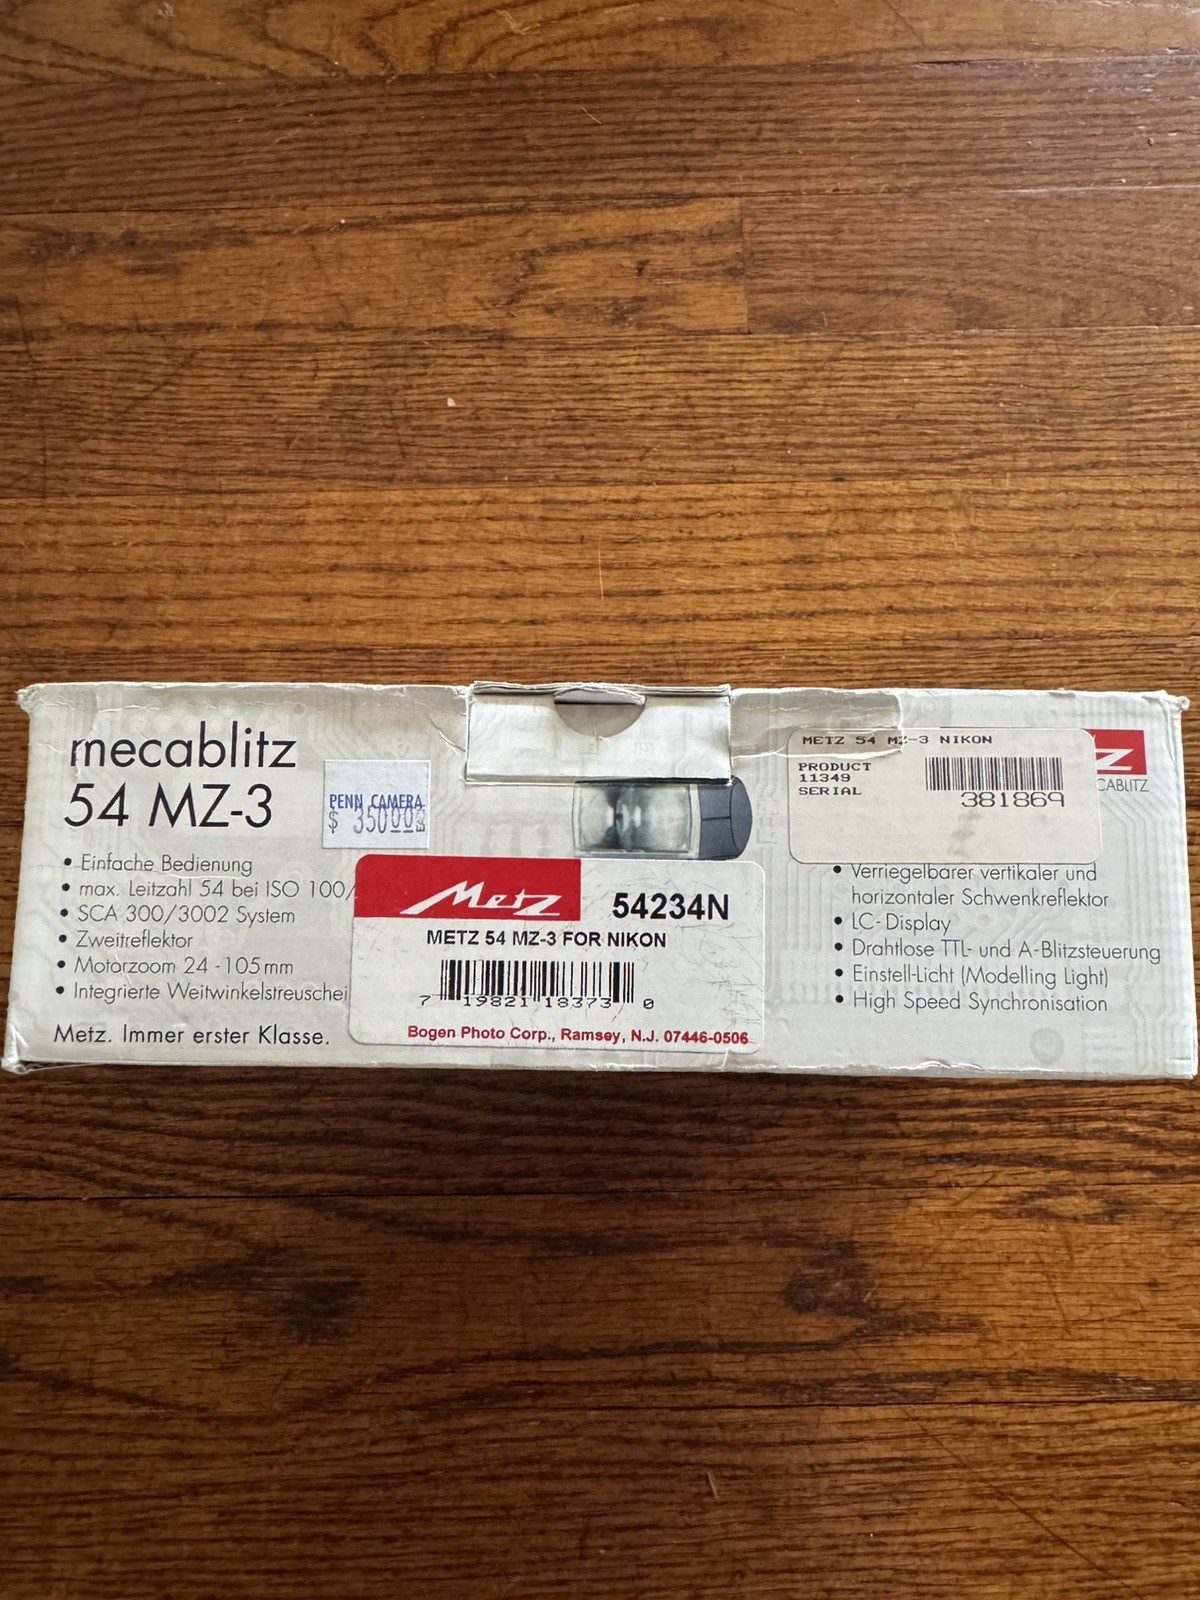 mecablitz
54 MZ-3
• Einfache Bedienung
• max. Leitzahl 54 bei ISO 100/
• SCA 300/3002 System
• Zweitreflektor
• Motorzoom 24 - 105 mm
• Integrierte Weitwinkelstreuschei
Metz. Immer erster Klasse.
PENN CAMERA
$ 350.00
EACH
Metz
54234N
METZ 54 MZ-3 FOR NIKON
7 19821 18373 0
Bogen Photo Corp., Ramsey, N.J. 07446-0506
METZ 54 MZ-3 NIKON
PRODUCT
11349
SERIAL
381869
Z
CABLITZ
• Verriegelbarer vertikaler und
horizontaler Schwenkreflektor
• LC-Display
• Drahtlose TTL- und A-Blitzsteuerung
• Einstell-Licht (Modelling Light)
• High Speed Synchronisation